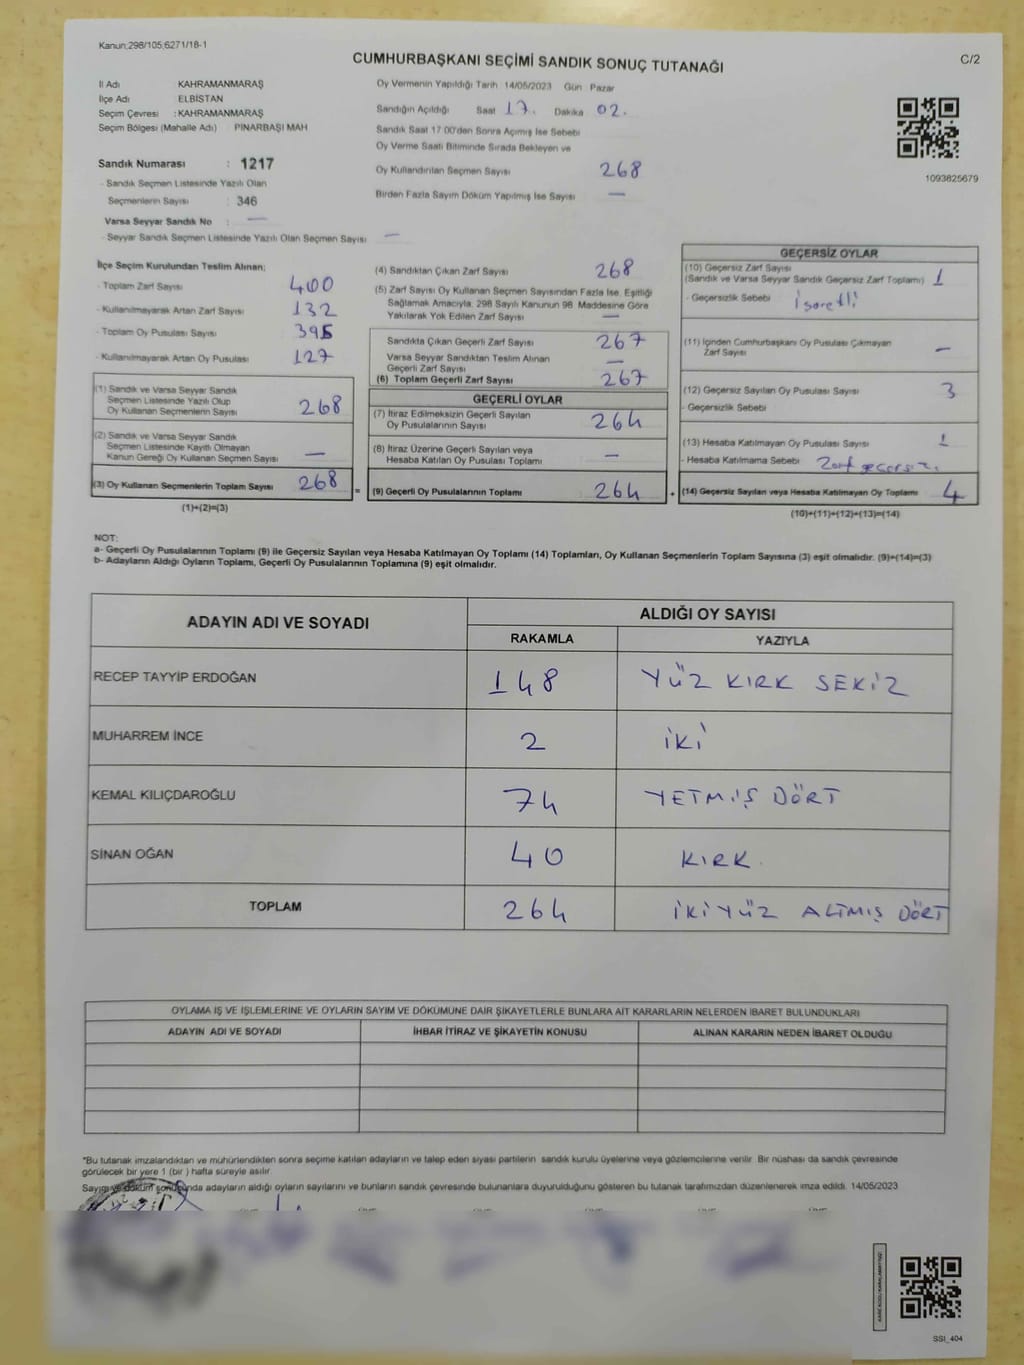 Kanun:298/105;6271/18-1
C/2
CUMHURBAŞKANI SEÇİMİ SANDIK SONUÇ TUTANAĞI
İl Adı KAHRAMANMARAŞ
İlçe Adı ELBİSTAN
Seçim Çevresi : KAHRAMANMARAŞ
Seçim Bölgesi (Mahalle Adı) PINARBAŞI MAH
Sandık Numarası : 1217
- Sandık Seçmen Listesinde Yazılı Olan
Seçmenlerin Sayısı : 346
Varsa Seyyar Sandık No : —
- Seyyar Sandık Seçmen Listesinde Yazılı Olan Seçmen Sayısı —
Oy Vermenin Yapıldığı Tarih 14/05/2023 Gün Pazar
Sandığın Açıldığı Saat 17. Dakika 02.
Sandık Saat 17:00'den Sonra Açımış İse Sebebi
Oy Verme Saati Bitiminde Sırada Bekleyen ve
Oy Kullandırılan Seçmen Sayısı 268
Birden Fazla Sayım Döküm Yapılmış İse Sayısı —
1093825679
İlçe Seçim Kurulundan Teslim Alınan;
- Toplam Zarf Sayısı 400
- Kullanılmayarak Artan Zarf Sayısı 132
- Toplam Oy Pusulası Sayısı 395
- Kullanılmayarak Artan Oy Pusulası 127
(1) Sandık ve Varsa Seyyar Sandık
Seçmen Listesinde Yazılı Olup
Oy Kullanan Seçmenlerin Sayısı 268
(2) Sandık ve Varsa Seyyar Sandık
Seçmen Listesinde Kayıtlı Olmayan
Kanun Gereği Oy Kullanan Seçmen Sayısı —
(3) Oy Kullanan Seçmenlerin Toplam Sayısı 268 =
(1)+(2)=(3)
(4) Sandıktan Çıkan Zarf Sayısı 268
(5) Zarf Sayısı Oy Kullanan Seçmen Sayısından Fazla İse, Eşitliği
Sağlamak Amacıyla; 298 Sayılı Kanunun 98. Maddesine Göre
Yakılarak Yok Edilen Zarf Sayısı —
Sandıkta Çıkan Geçerli Zarf Sayısı 267
Varsa Seyyar Sandıktan Teslim Alınan
Geçerli Zarf Sayısı —
(6) Toplam Geçerli Zarf Sayısı 267
GEÇERLİ OYLAR
(7) İtiraz Edilmeksizin Geçerli Sayılan
Oy Pusulalarının Sayısı 264
(8) İtiraz Üzerine Geçerli Sayılan veya
Hesaba Katılan Oy Pusulası Toplamı —
(9) Geçerli Oy Pusulalarının Toplamı 264 +
GEÇERSİZ OYLAR
(10) Geçersiz Zarf Sayısı
(Sandık ve Varsa Seyyar Sandık Geçersiz Zarf Toplamı) 1
- Geçersizlik Sebebi İşaretli
(11) İçinden Cumhurbaşkanı Oy Pusulası Çıkmayan
Zarf Sayısı —
(12) Geçersiz Sayılan Oy Pusulası Sayısı 3
- Geçersizlik Sebebi
(13) Hesaba Katılmayan Oy Pusula Sayısı 1
- Hesaba Katılmama Sebebi Zarf geçersiz.
(14) Geçersiz Sayılan veya Hesaba Katılmayan Oy Toplamı 4
(10)+(11)+(12)+(13)=(14)
NOT:
a- Geçerli Oy Pusulalarının Toplamı (9) ile Geçersiz Sayılan veya Hesaba Katılmayan Oy Toplamı (14) Toplamları, Oy Kullanan Seçmenlerin Toplam Sayısına (3) eşit olmalıdır. (9)+(14)=(3)
b- Adayların Aldığı Oyların Toplamı, Geçerli Oy Pusulalarının Toplamına (9) eşit olmalıdır.
ADAYIN ADI VE SOYADI
ALDIĞI OY SAYISI
RAKAMLA YAZIYLA
RECEP TAYYİP ERDOĞAN 148 YÜZ KIRK SEKİZ
MUHARREM İNCE 2 İKİ
KEMAL KILIÇDAROĞLU 74 YETMİŞ DÖRT
SİNAN OĞAN 40 KIRK.
TOPLAM 264 İKİYÜZ ALTMIŞ DÖRT
OYLAMA İŞ VE İŞLEMLERİNE VE OYLARIN SAYIM VE DÖKÜMÜNE DAİR ŞİKAYETLERLE BUNLARA AİT KARARLARIN NELERDEN İBARET BULUNDUKLARI
ADAYIN ADI VE SOYADI İHBAR İTİRAZ VE ŞİKAYETİN KONUSU ALINAN KARARIN NEDEN İBARET OLDUĞU
*Bu tutanak imzalandıktan ve mühürlendikten sonra seçime katılan adayların ve talep eden siyasi partilerin sandık kurulu üyelerine veya gözlemcilerine verilir. Bir nüshası da sandık çevresinde
görülecek bir yere 1 (bir ) hafta süreyle asılır.
Sayım ve döküm sonucunda adayların aldığı oyların sayılarını ve bunların sandık çevresinde bulunanlara duyurulduğunu gösteren bu tutanak tarafımızdan düzenlenerek imza edildi. 14/05/2023
SSI_404